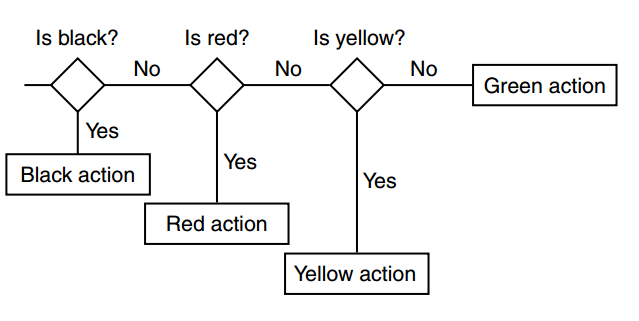 Is black?
Is red?
Is yellow?
No
No
No
Green action
Yes
Black action
Yes
Red action
Yes
Yellow action